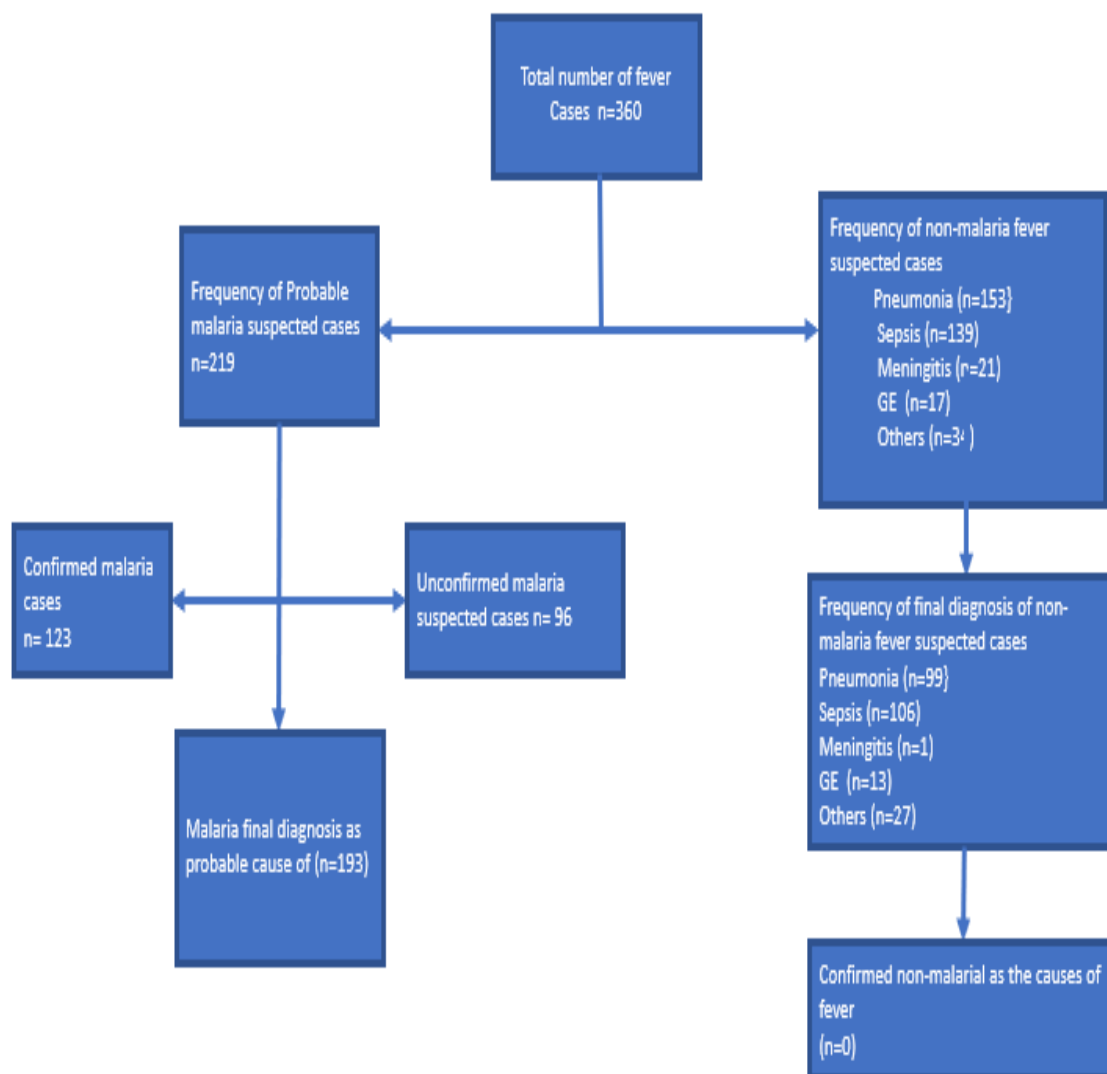 Total number of fever
Cases n=360
Frequency of Probable
malaria suspected cases
n=219
Frequency of non-malaria fever
suspected cases
Pneumonia (n=153}
Sepsis (n=139)
Meningitis (n=21)
GE (n=17)
Others (n=34)
Confirmed malaria
cases
n= 123
Unconfirmed malaria
suspected cases n= 96
Malaria final diagnosis as
probable cause of (n=193)
Frequency of final diagnosis of non-
malaria fever suspected cases
Pneumonia (n=99}
Sepsis (n=106)
Meningitis (n=1)
GE (n=13)
Others (n=27)
Confirmed non-malarial as the causes of
fever
(n=0)